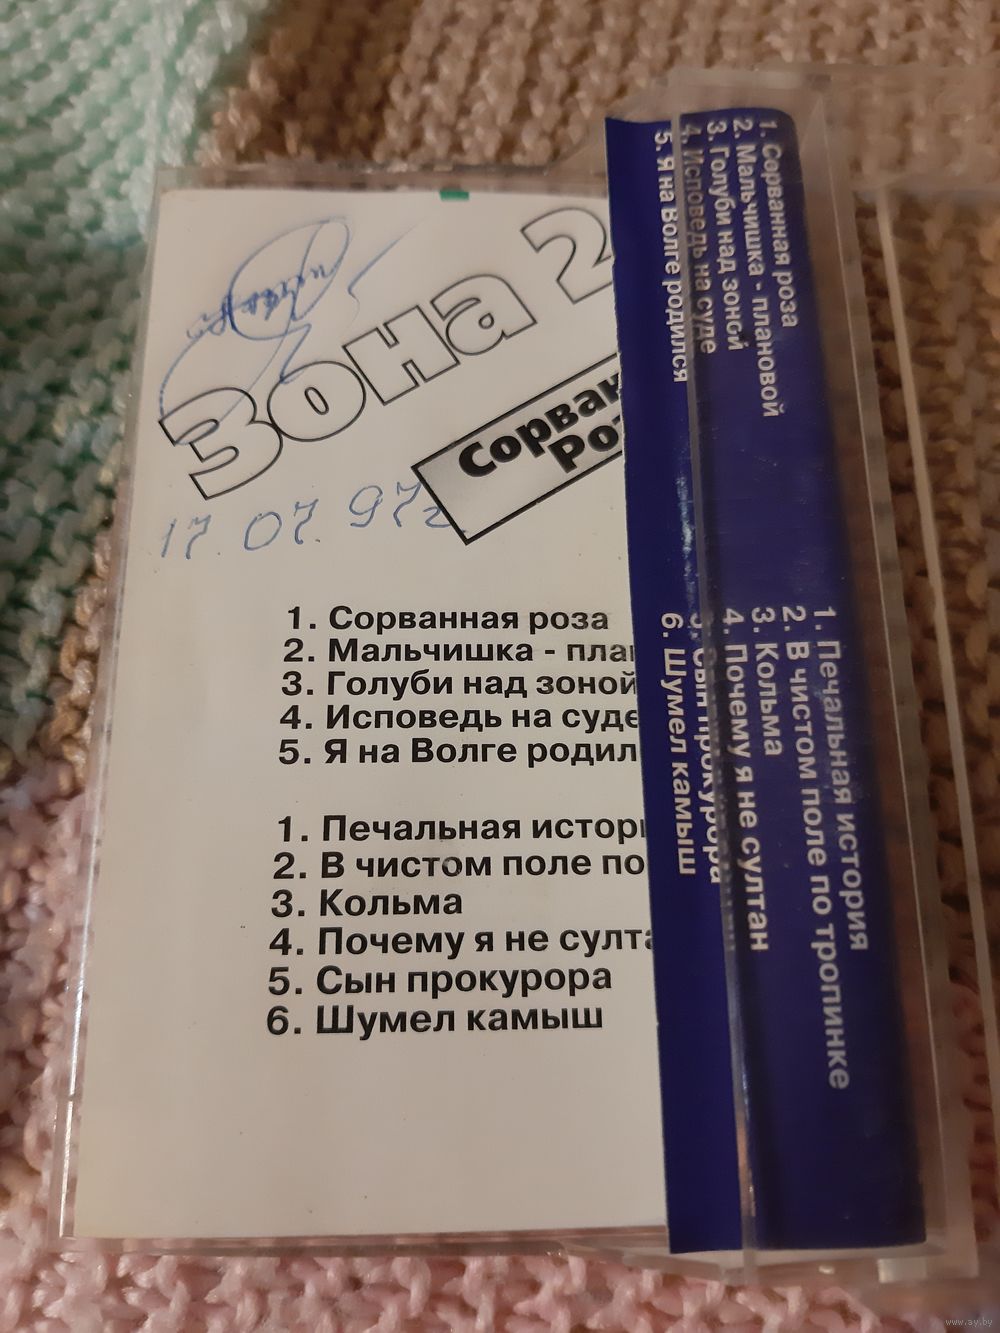 Зона 2
Сорван
Роз
17. 07. 97г
1. Сорванная роза
2. Мальчишка - план
3. Голуби над зоной
4. Исповедь на суде
5. Я на Волге родил
1. Печальная истори
2. В чистом поле по
3. Кольма
4. Почему я не султа
5. Сын прокурора
6. Шумел камыш
1. Сорванная роза
2. Мальчишка - плановой
3. Голуби над зоной
4. Исповедь на суде
5. Я на Волге родился
1. Печальная история
2. В чистом поле по тропинке
3. Кольма
4. Почему я не султан
5. Сын прокурора
6. Шумел камыш
www.ay.by